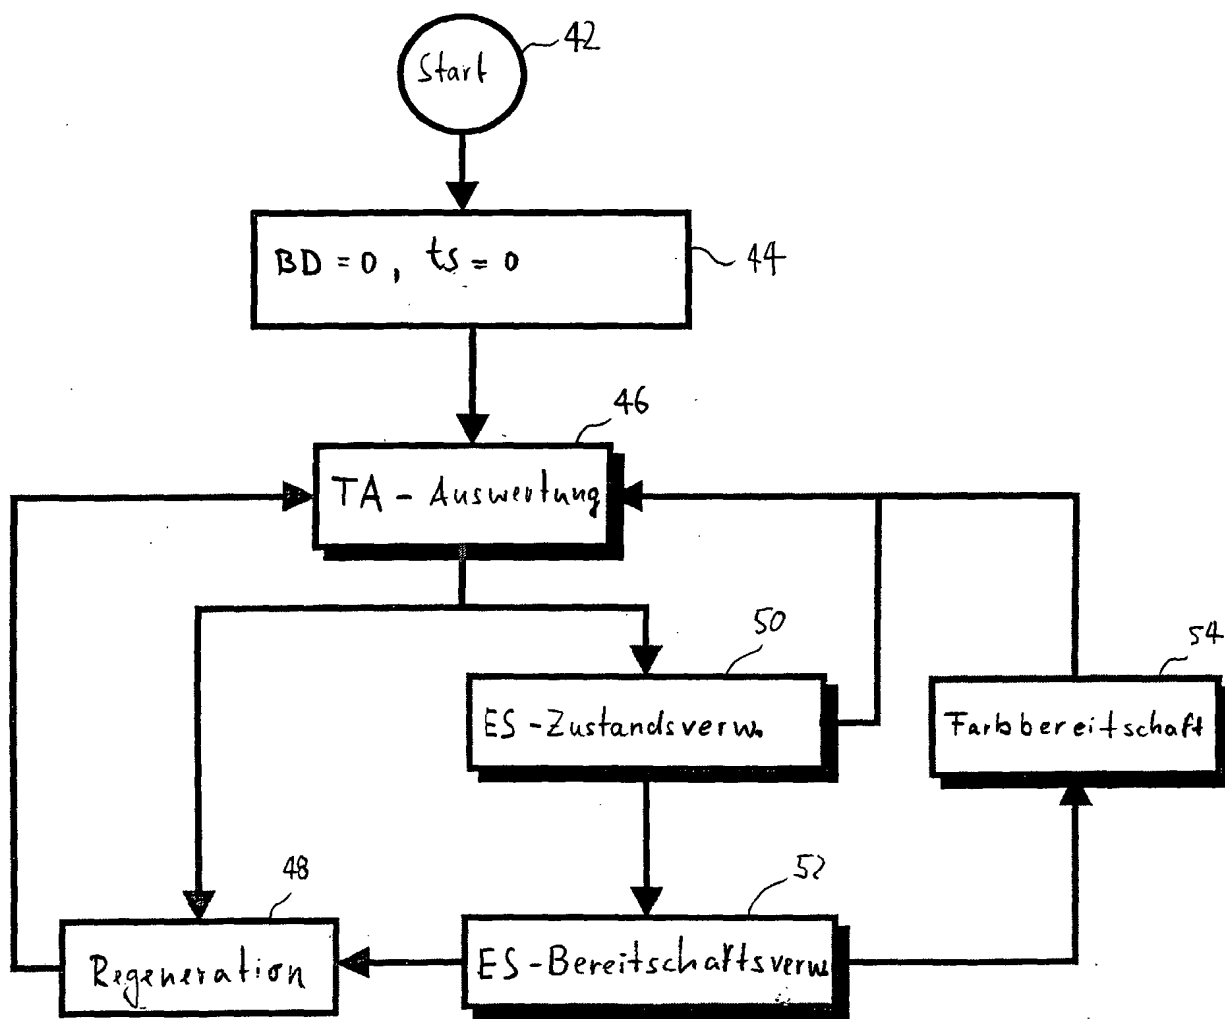 42
Start
BD = 0, ts = 0
44
46
TA - Auswertung
50
54
ES - Zustandsverw.
Farbbereitschaft
48
52
Regeneration
ES - Bereitschaftsverw.